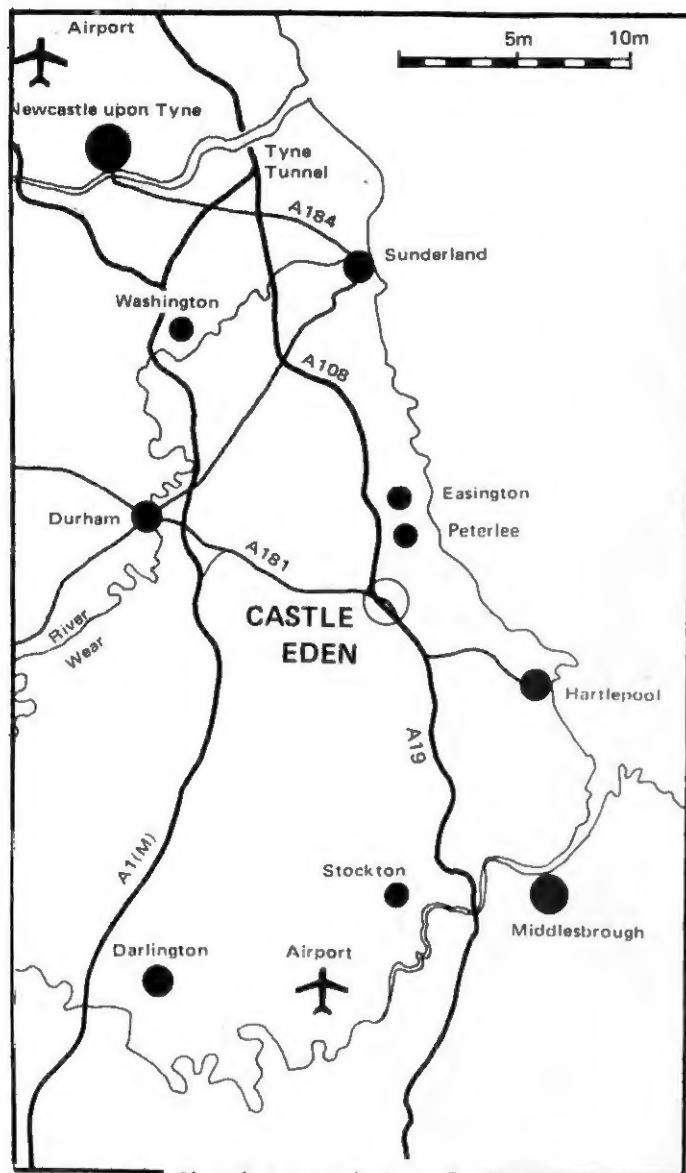 Airport
5m 10m
Newcastle upon Tyne
Tyne
Tunnel
A184
Sunderland
Washington
A108
Easington
Durham
Peterlee
A181
CASTLE
EDEN
River
Wear
Hartlepool
A19
A1(M)
Stockton
Middlesbrough
Darlington
Airport